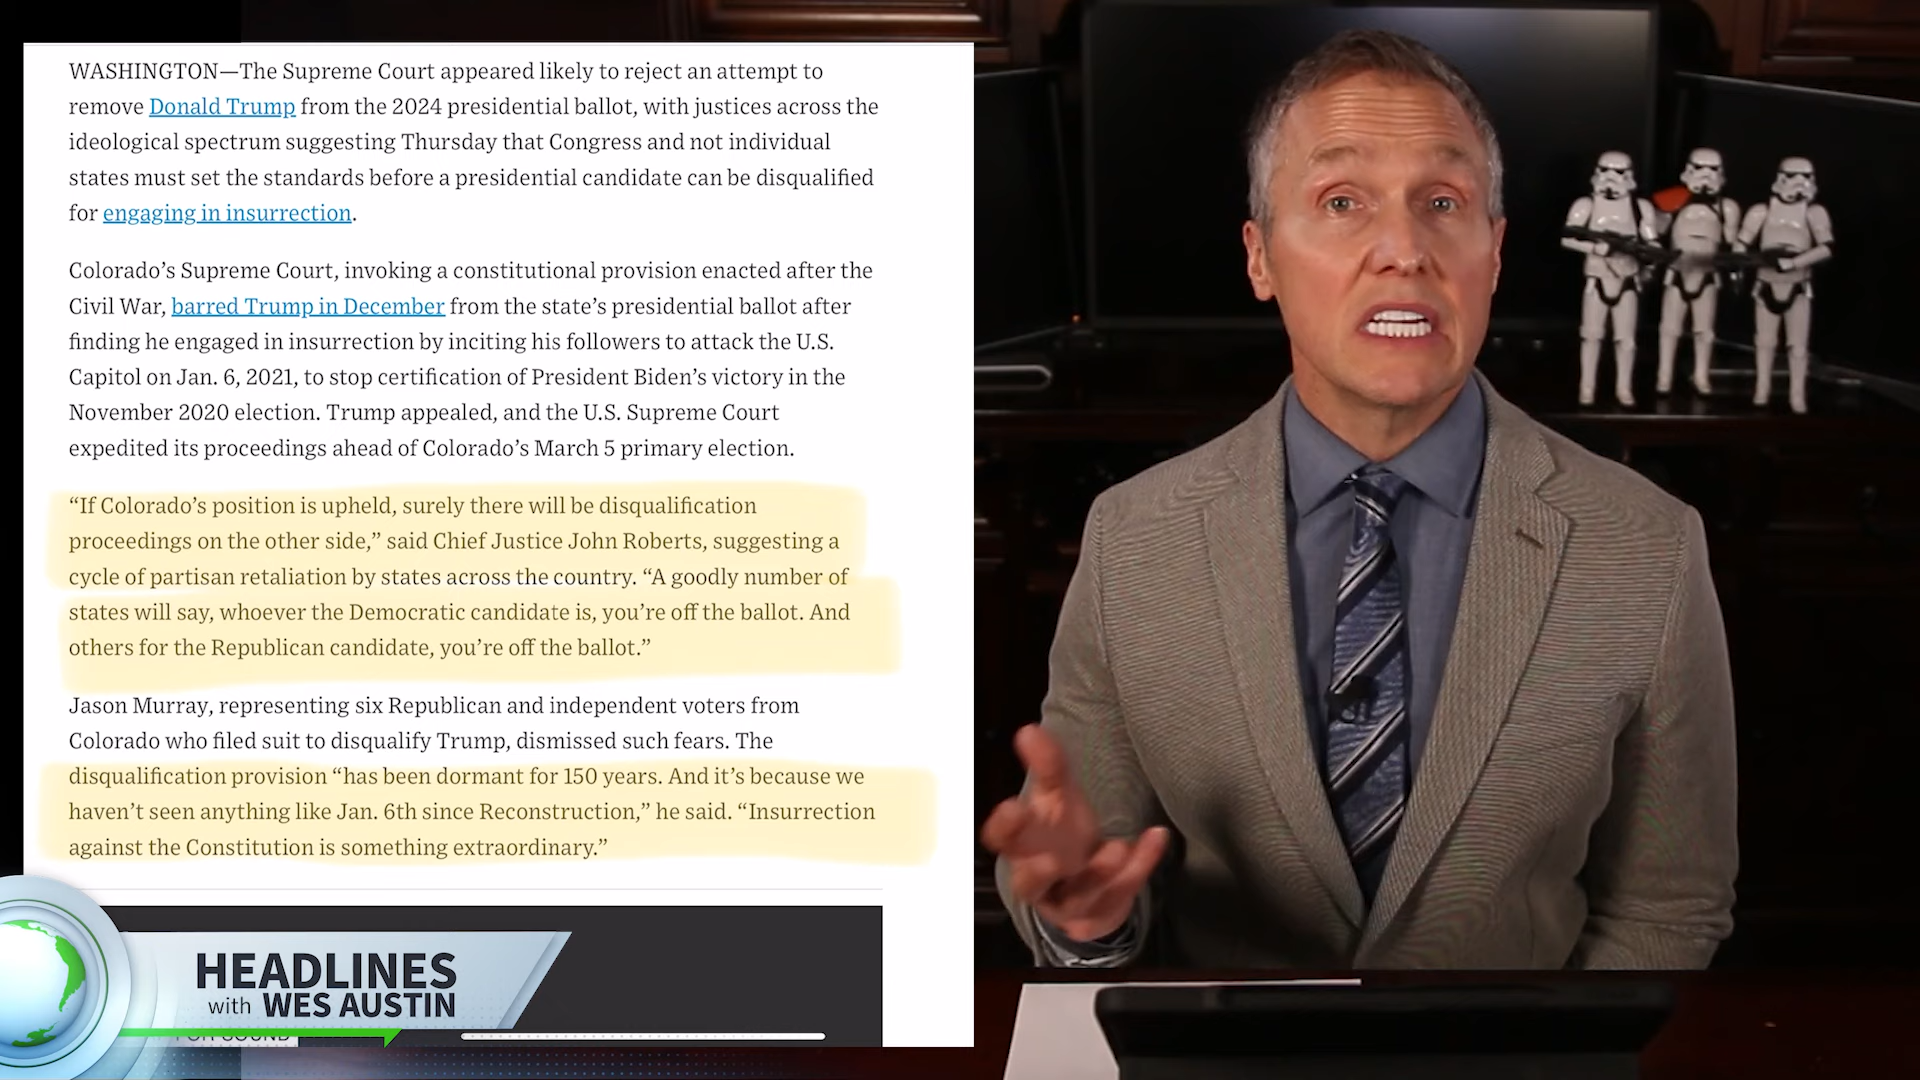 WASHINGTON—The Supreme Court appeared likely to reject an attempt to
remove Donald Trump from the 2024 presidential ballot, with justices across the
ideological spectrum suggesting Thursday that Congress and not individual
states must set the standards before a presidential candidate can be disqualified
for engaging in insurrection.
Colorado’s Supreme Court, invoking a constitutional provision enacted after the
Civil War, barred Trump in December from the state’s presidential ballot after
finding he engaged in insurrection by inciting his followers to attack the U.S.
Capitol on Jan. 6, 2021, to stop certification of President Biden’s victory in the
November 2020 election. Trump appealed, and the U.S. Supreme Court
expedited its proceedings ahead of Colorado’s March 5 primary election.
“If Colorado’s position is upheld, surely there will be disqualification
proceedings on the other side,” said Chief Justice John Roberts, suggesting a
cycle of partisan retaliation by states across the country. “A goodly number of
states will say, whoever the Democratic candidate is, you’re off the ballot. And
others for the Republican candidate, you’re off the ballot.”
Jason Murray, representing six Republican and independent voters from
Colorado who filed suit to disqualify Trump, dismissed such fears. The
disqualification provision “has been dormant for 150 years. And it’s because we
haven’t seen anything like Jan. 6th since Reconstruction,” he said. “Insurrection
against the Constitution is something extraordinary.”
HEADLINES
with WES AUSTIN